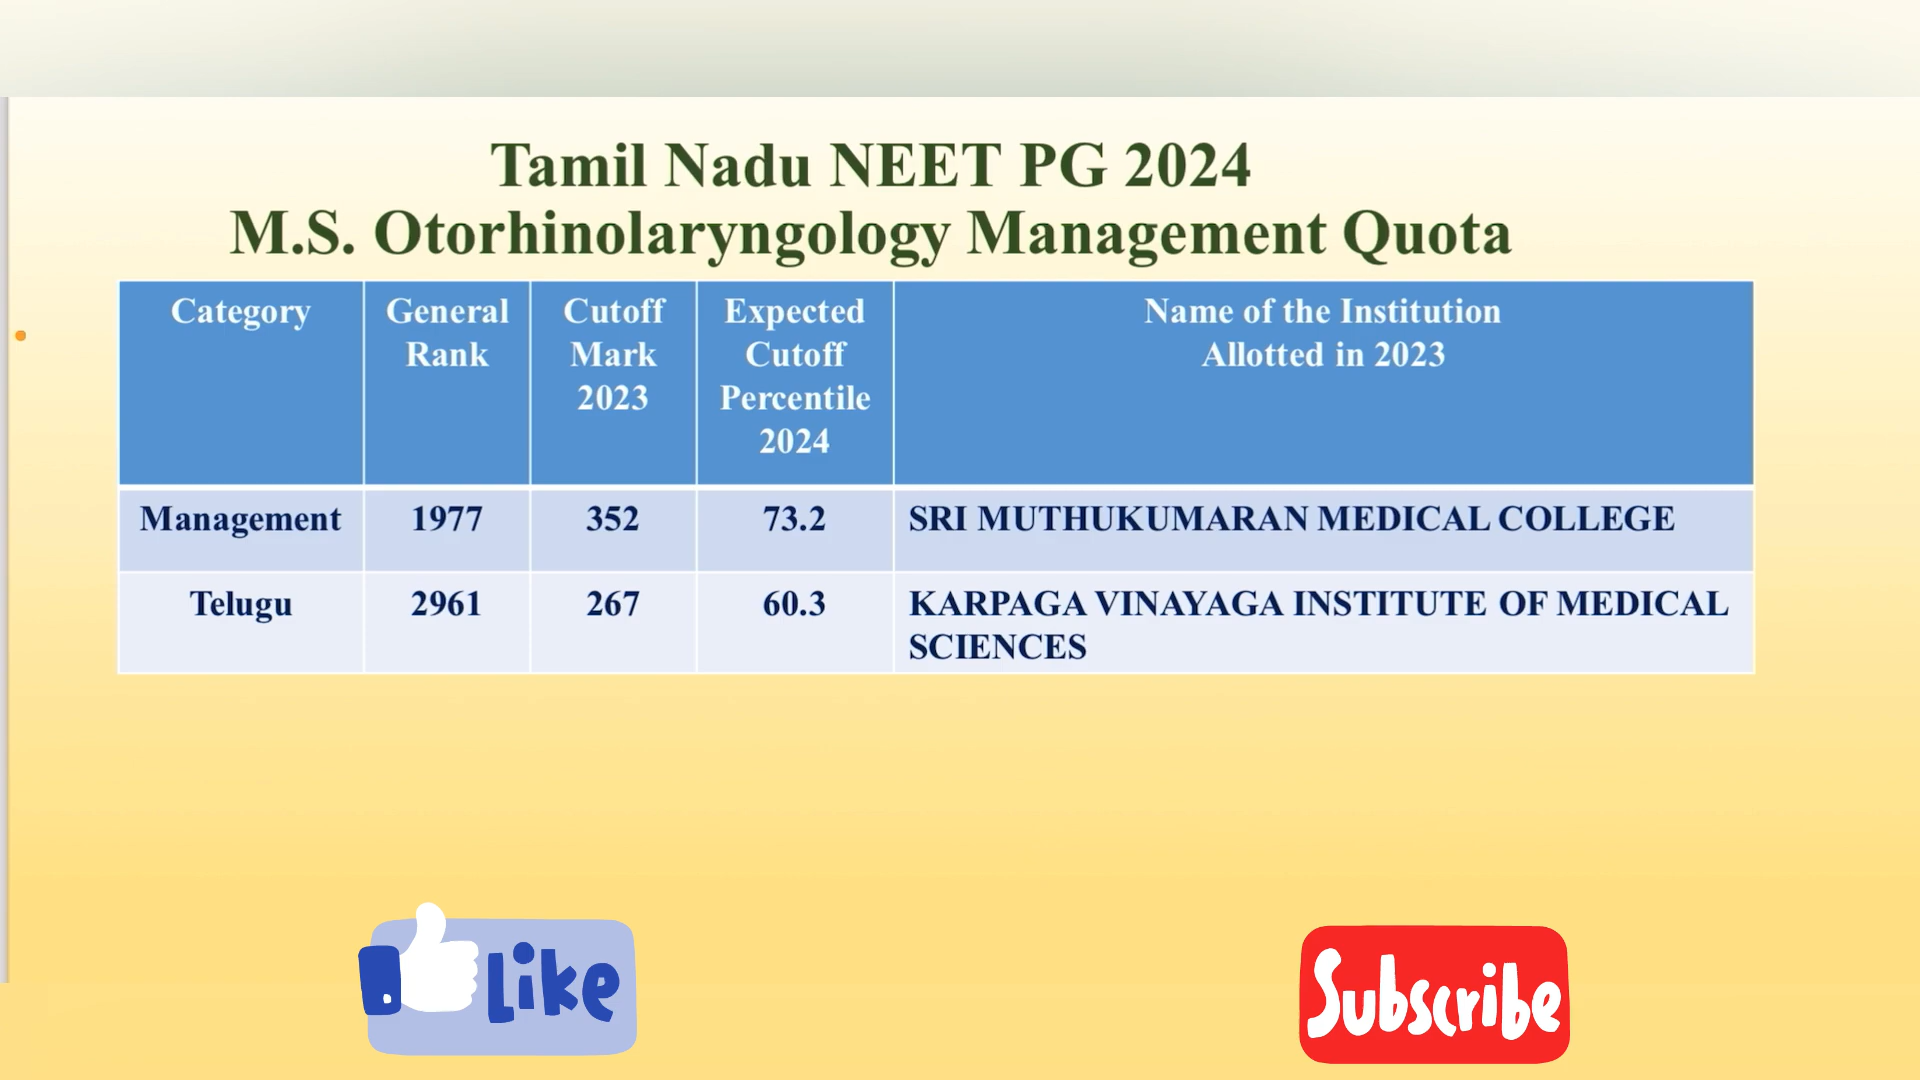 Tamil Nadu NEET PG 2024
M.S. Otorhinolaryngology Management Quota
Category General Rank Cutoff Mark 2023 Expected Cutoff Percentile 2024 Name of the Institution Allotted in 2023
Management 1977 352 73.2 SRI MUTHUKUMARAN MEDICAL COLLEGE
Telugu 2961 267 60.3 KARPAGA VINAYAGA INSTITUTE OF MEDICAL
SCIENCES
Like
Subscribe